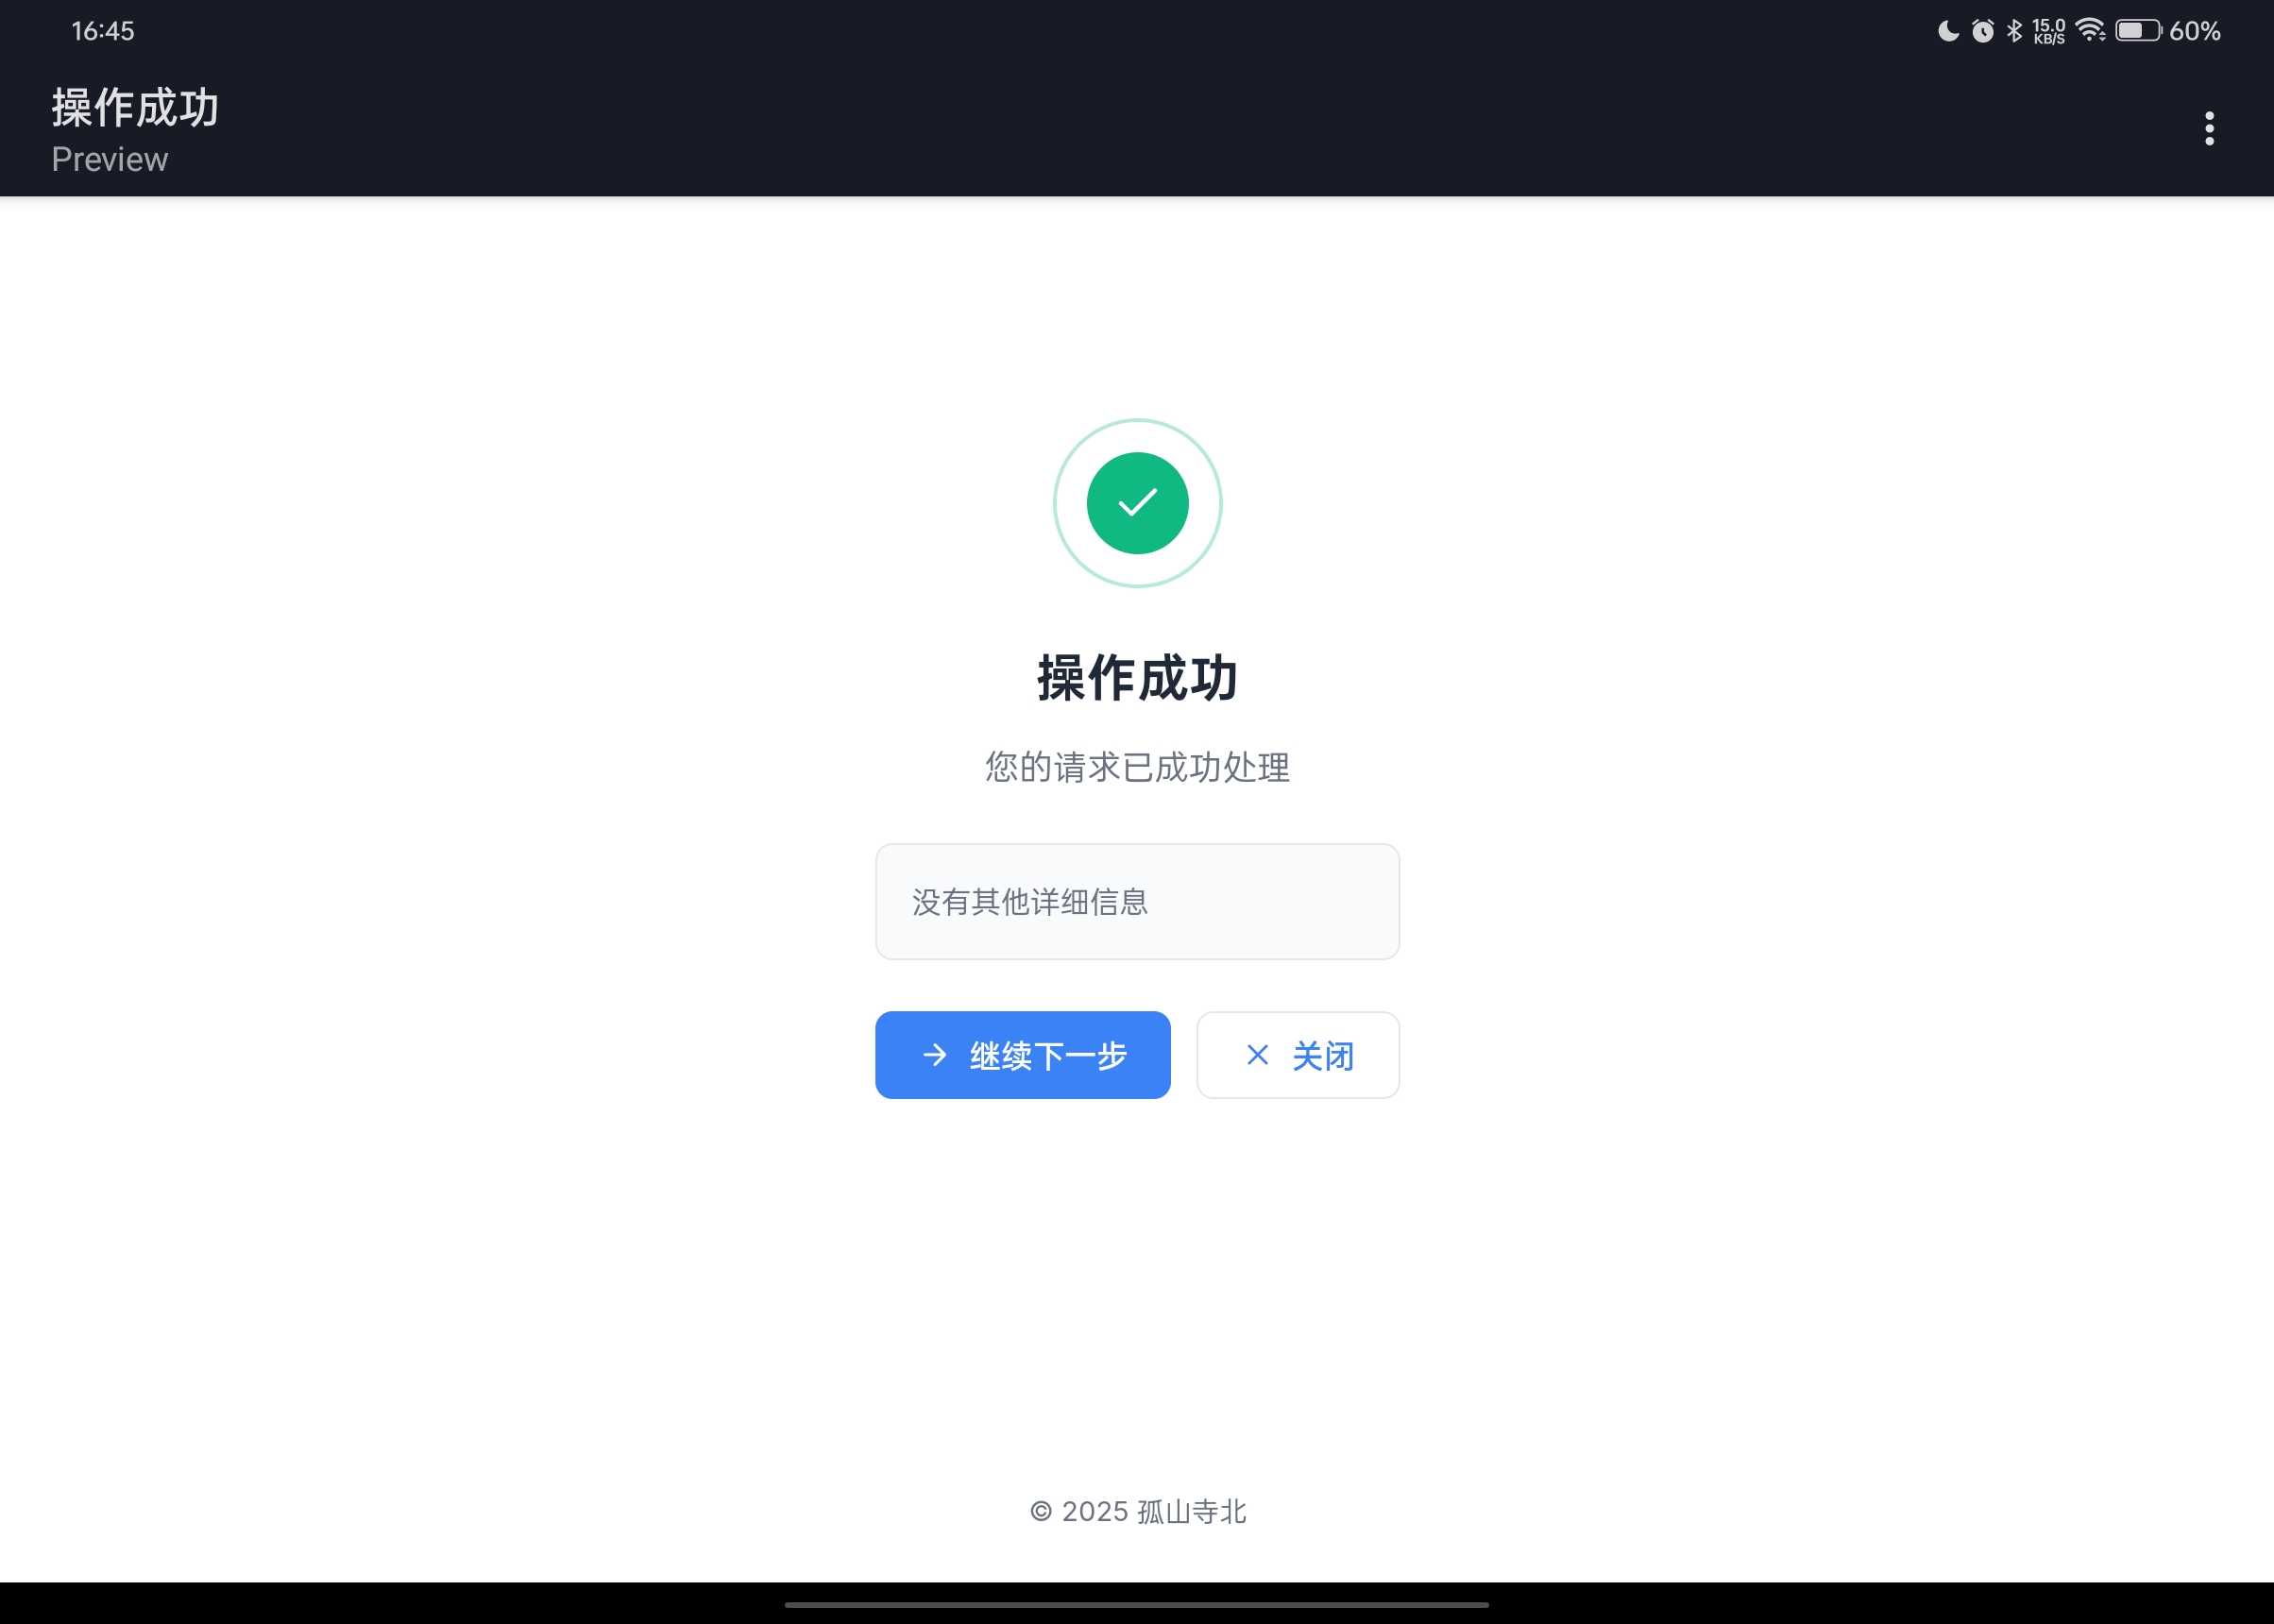 16:45
15.0
KB/S
60%
操作成功
Preview
操作成功
您的请求已成功处理
没有其他详细信息
继续下一步
关闭
© 2025 孤山寺北